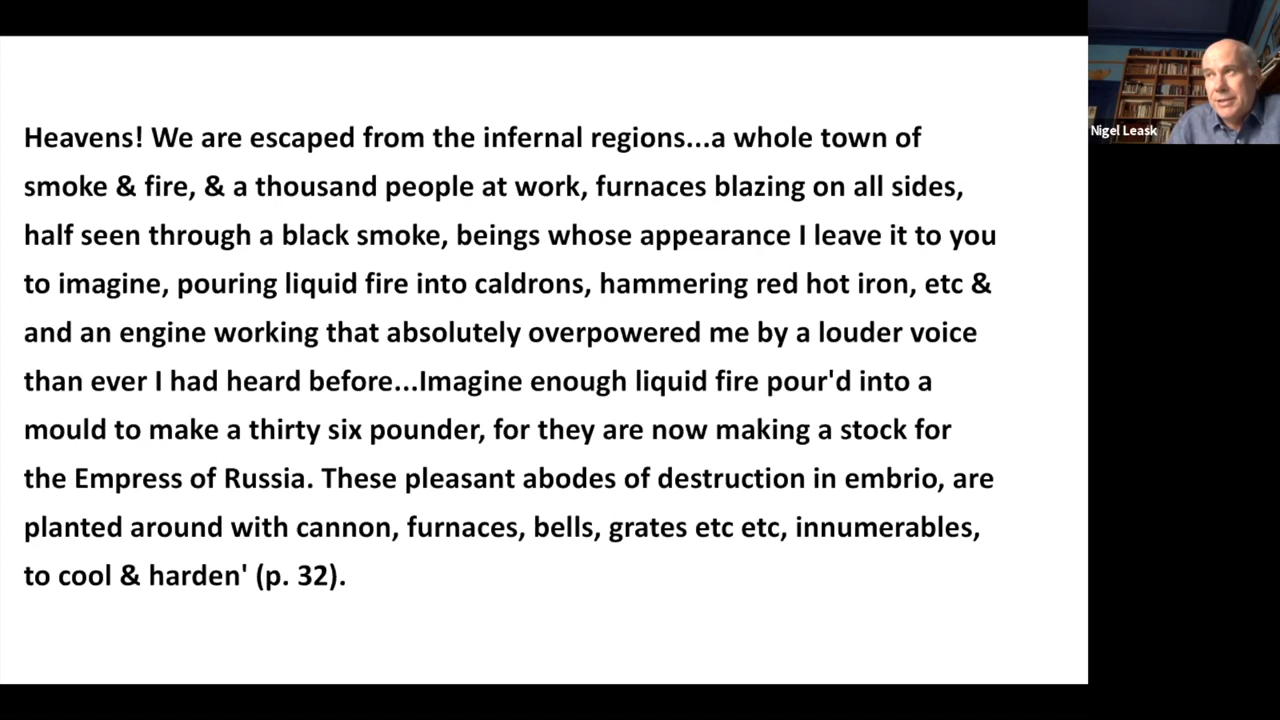 Heavens! We are escaped from the infernal regions...a whole town of
smoke & fire, & a thousand people at work, furnaces blazing on all sides,
half seen through a black smoke, beings whose appearance I leave it to you
to imagine, pouring liquid fire into caldrons, hammering red hot iron, etc &
and an engine working that absolutely overpowered me by a louder voice
than ever I had heard before...Imagine enough liquid fire pour'd into a
mould to make a thirty six pounder, for they are now making a stock for
the Empress of Russia. These pleasant abodes of destruction in embrio, are
planted around with cannon, furnaces, bells, grates etc etc, innumerables,
to cool & harden' (p. 32).
Nigel Leask